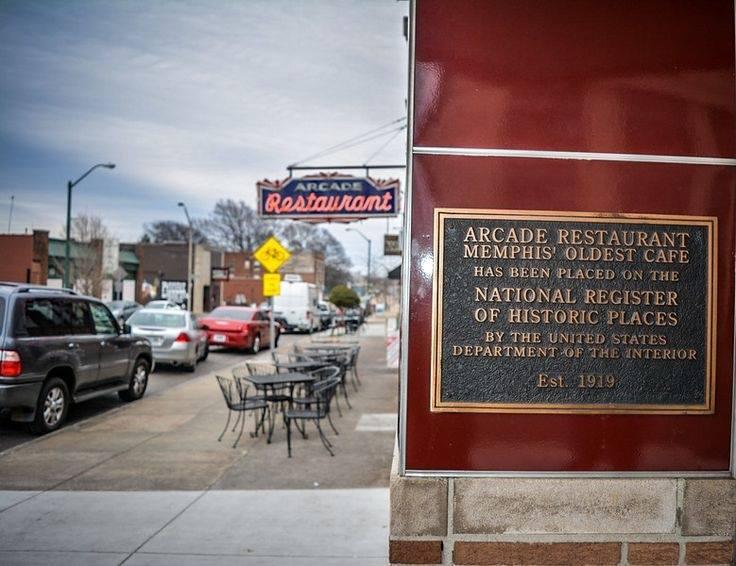 ARCADE
Restaurant
ARCADE RESTAURANT
MEMPHIS' OLDEST CAFE
HAS BEEN PLACED ON THE
NATIONAL REGISTER
OF HISTORIC PLACES
BY THE UNITED STATES
DEPARTMENT OF THE INTERIOR
Est. 1919